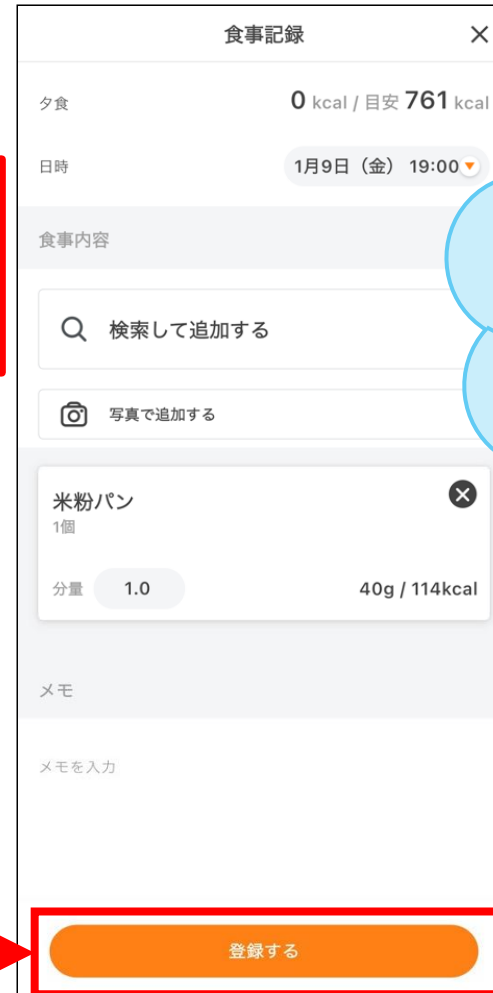 食事記録
夕食 0 kcal / 目安 761 kcal
日時 1月9日（金） 19:00
食事内容
検索して追加する
写真で追加する
米粉パン
1個
分量 1.0 40g / 114kcal
メモ
メモを入力
登録する